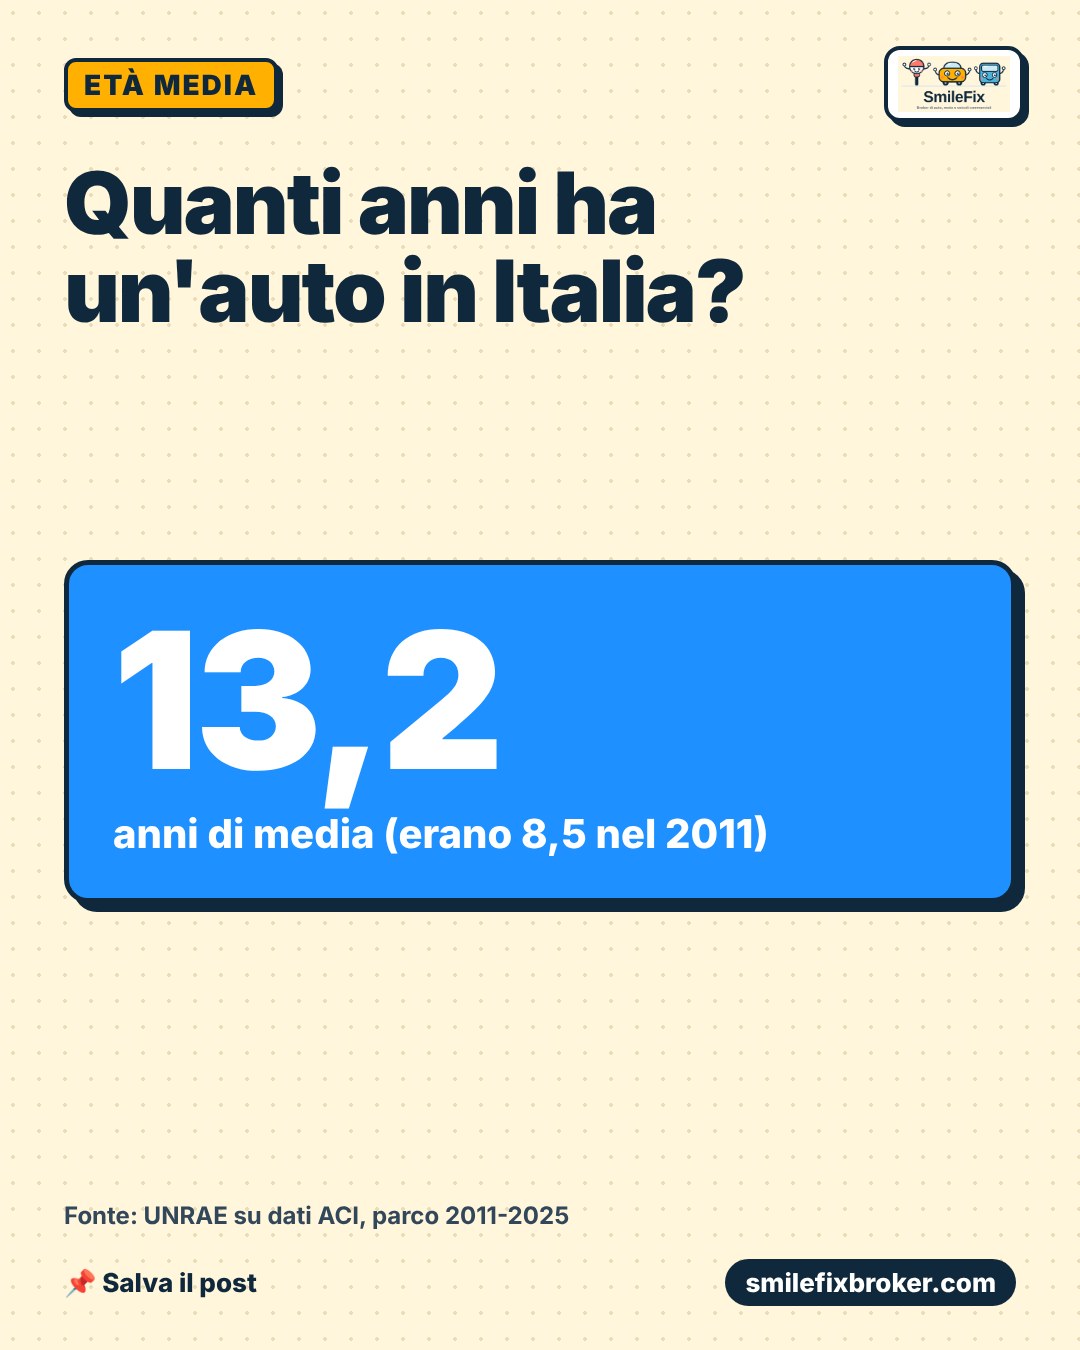 ETÀ MEDIA
SmileFix
Quanti anni ha
un'auto in Italia?
13,2
anni di media (erano 8,5 nel 2011)
Fonte: UNRAE su dati ACI, parco 2011-2025
📌 Salva il post
smilefixbroker.com